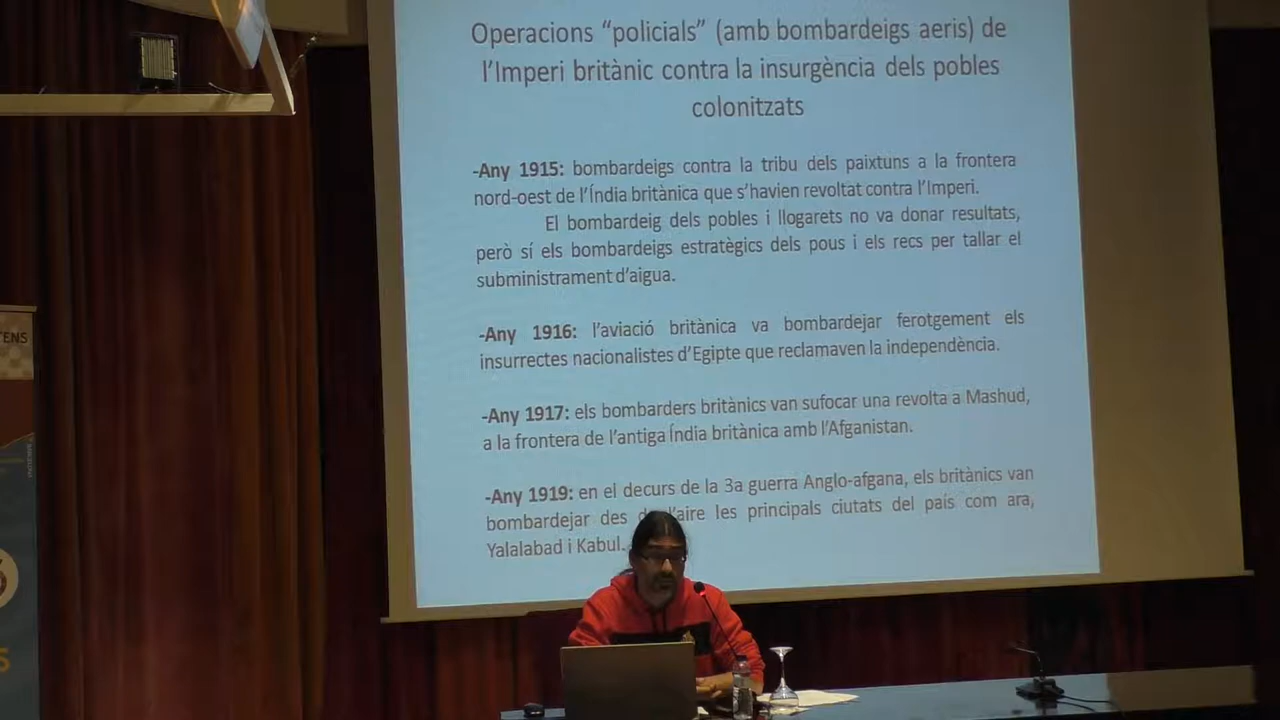 Operacions “policials” (amb bombardeigs aeris) de
l’Imperi britànic contra la insurgència dels pobles
colonitzats
-Any 1915: bombardeigs contra la tribu dels paixtuns a la frontera
nord-oest de l’Índia britànica que s’havien revoltat contra l’Imperi.
El bombardeig dels pobles i llogarets no va donar resultats,
però sí els bombardeigs estratègics dels pous i els recs per tallar el
subministrament d’aigua.
-Any 1916: l’aviació britànica va bombardejar ferotgement els
insurrectes nacionalistes d’Egipte que reclamaven la independència.
-Any 1917: els bombarders britànics van sufocar una revolta a Mashud,
a la frontera de l’antiga Índia britànica amb l’Afganistan.
-Any 1919: en el decurs de la 3a guerra Anglo-afgana, els britànics van
bombardejar des l’aire les principals ciutats del país com ara,
Yalalabad i Kabul.
TENS